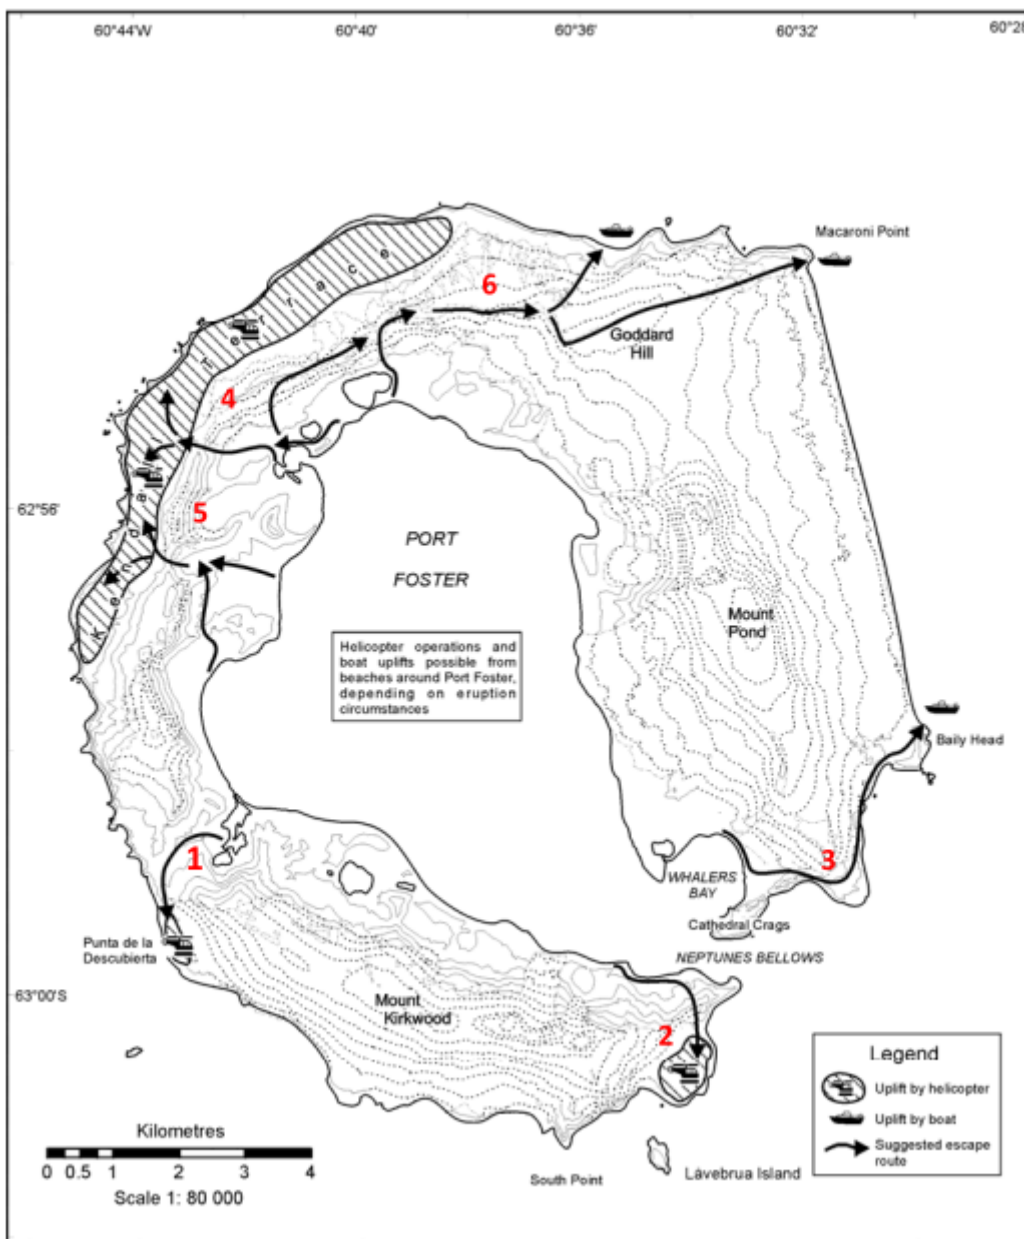 60°44'W
60°40'
60°36'
60°32'
60°28
Macaroni Point
6
Goddard
Hill
Kendall Terrace
4
62°56'
5
PORT
FOSTER
Mount
Pond
Helicopter operations and
boat uplifts possible from
beaches around Port Foster,
depending on eruption
circumstances
Baily Head
1
3
WHALERS
BAY
Cathedral Crags
Punta de la
Descubierta
NEPTUNES BELLOWS
63°00'S
Mount
Kirkwood
2
Legend
Uplift by helicopter
Uplift by boat
Suggested escape
route
Kilometres
0 0.5 1 2 3 4
Scale 1: 80 000
South Point
Lavebrua Island